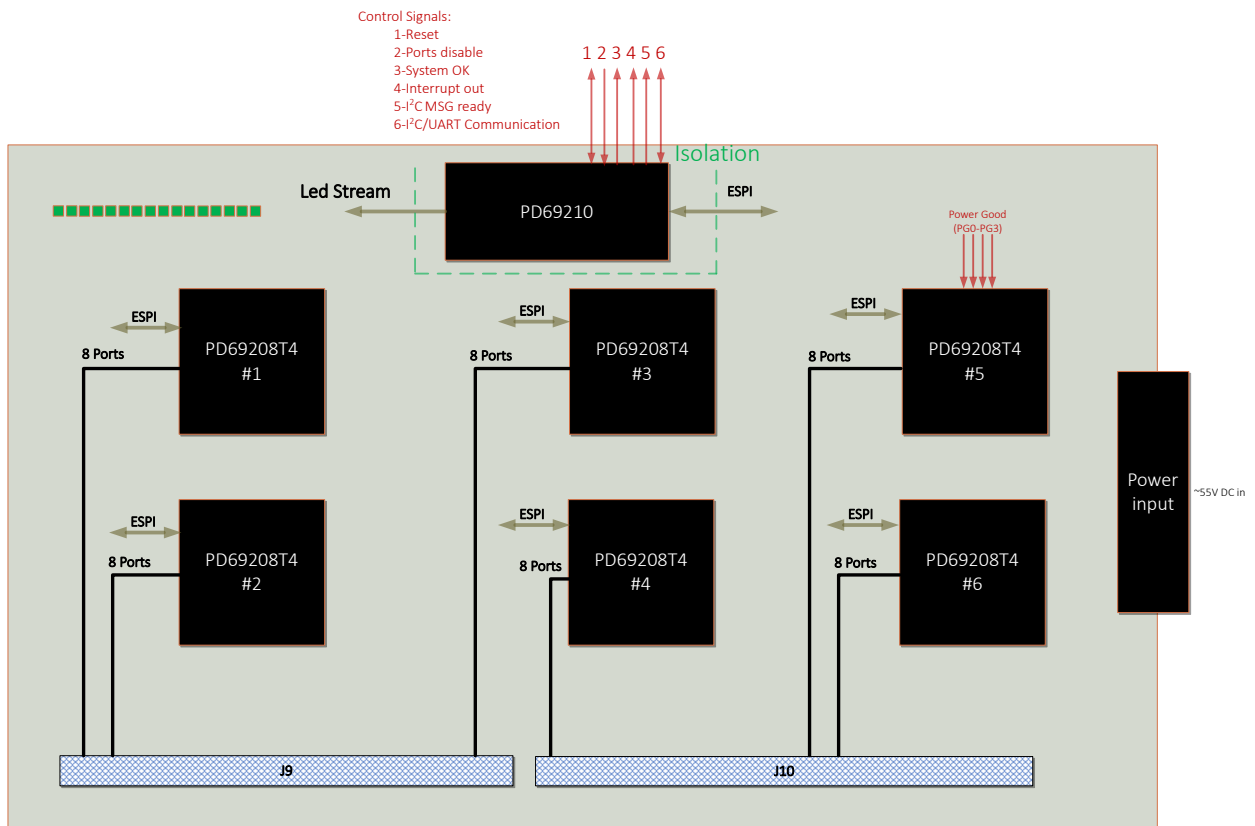 Control Signals:
1-Reset
2-Ports disable
3-System OK
4-Interrupt out
5-I²C MSG ready
6-I²C/UART Communication
1 2 3 4 5 6
Isolation
Led Stream
PD69210
ESPI
Power Good
(PG0-PG3)
ESPI
8 Ports
PD69208T4
#1
ESPI
8 Ports
PD69208T4
#3
ESPI
8 Ports
PD69208T4
#5
Power
input
~55V DC in
ESPI
8 Ports
PD69208T4
#2
ESPI
8 Ports
PD69208T4
#4
ESPI
8 Ports
PD69208T4
#6
J9
J10